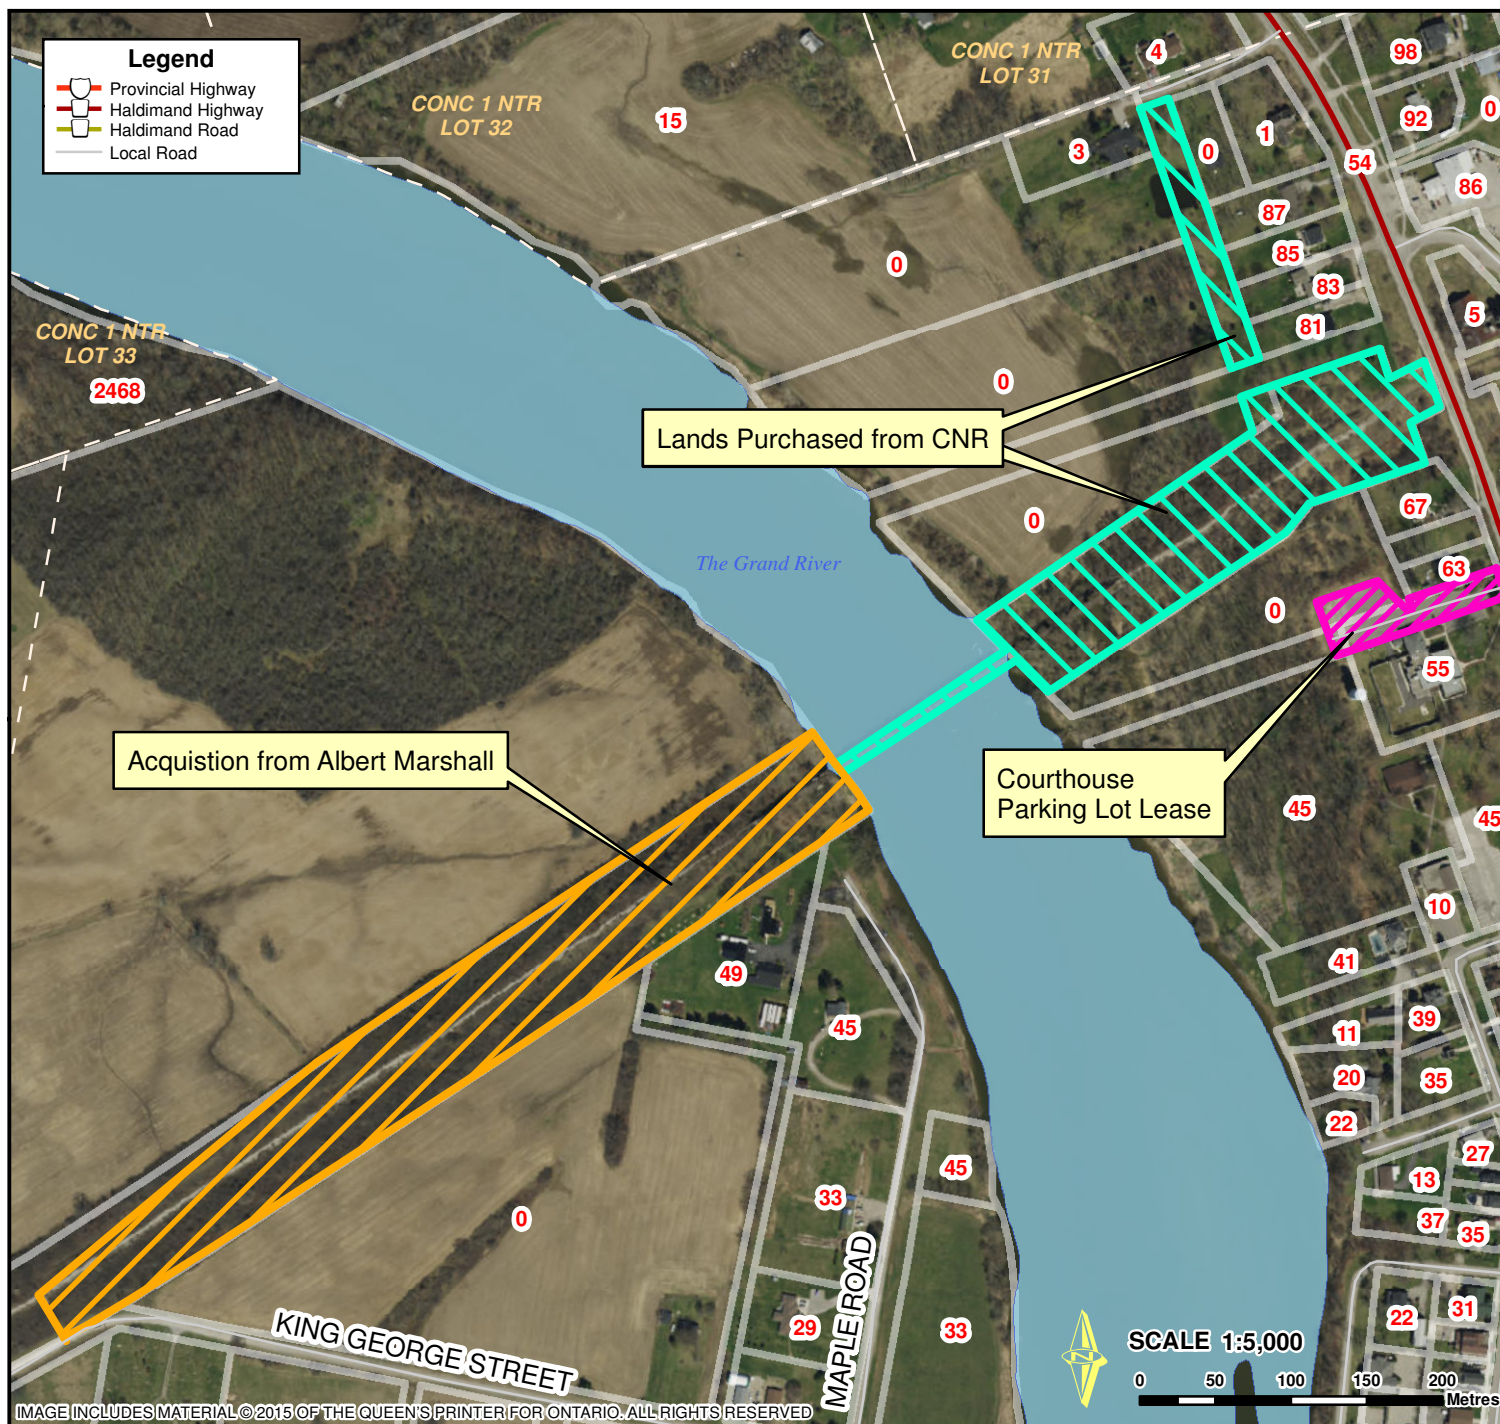 Legend
Provincial Highway
Haldimand Highway
Haldimand Road
Local Road
CONC 1 NTR
LOT 32
CONC 1 NTR
LOT 31
CONC 1 NTR
LOT 33
2468
15
4
98
92
0
3
0
1
54
86
87
85
83
81
5
0
0
0
Lands Purchased from CNR
The Grand River
67
63
0
55
Acquistion from Albert Marshall
Courthouse
Parking Lot Lease
45
45
10
41
49
45
11
39
20
35
22
45
27
13
33
37
35
0
29
33
22
31
KING GEORGE STREET
MAPLE ROAD
N
SCALE 1:5,000
0 50 100 150 200
Metres
IMAGE INCLUDES MATERIAL © 2015 OF THE QUEEN'S PRINTER FOR ONTARIO. ALL RIGHTS RESERVED